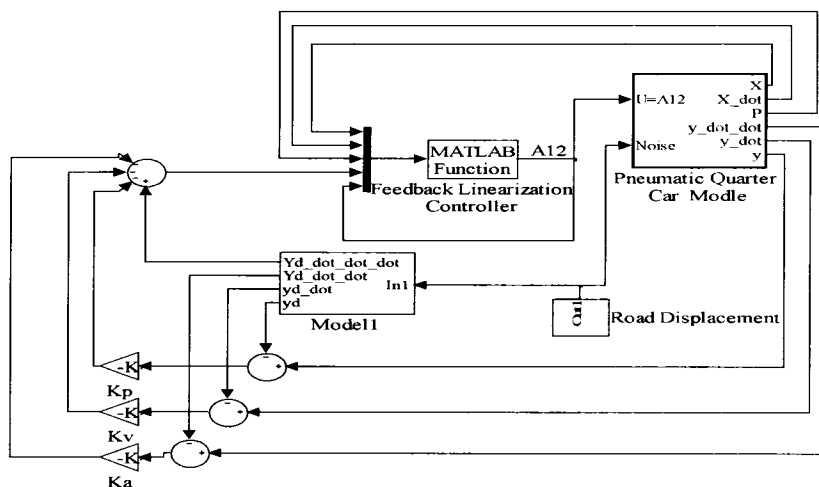 X
U=A12
X_dot
P
y_dot_dot
y_dot
Noise
y
MATLAB
Function
A12
Feedback Linearization
Controller
Pneumatic Quarter
Car Modle
-
-
-
+
Yd_dot_dot_dot
Yd_dot_dot
yd_dot
yd
In1
Model1
Out1
Road Displacement
-
+
-K
Kp
-
+
-K
Kv
-
+
-K
Ka